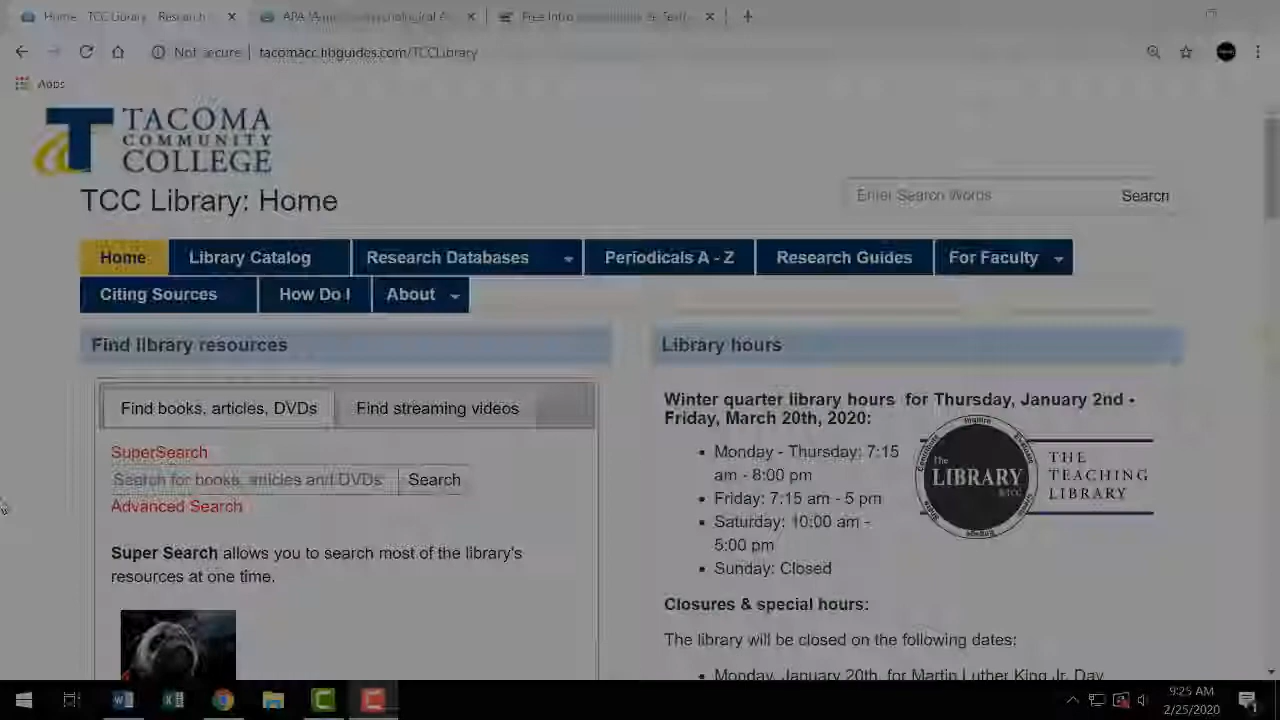 Home - TCC Library - Research
APA
Free
Not secure | tacomacc.libguides.com/TCCLibrary
Apps
TACOMA
COMMUNITY
COLLEGE
TCC Library: Home
Enter Search Words
Search
Home
Library Catalog
Research Databases
Periodicals A - Z
Research Guides
For Faculty
Citing Sources
How Do I
About
Find library resources
Find books, articles, DVDs
Find streaming videos
SuperSearch
Search for books, articles and DVDs
Search
Advanced Search
Super Search allows you to search most of the library's
resources at one time.
Library hours
Winter quarter library hours for Thursday, January 2nd -
Friday, March 20th, 2020:
Monday - Thursday: 7:15
am - 8:00 pm
Friday: 7:15 am - 5 pm
Saturday: 10:00 am -
5:00 pm
Sunday: Closed
The
LIBRARY
THE
TEACHING
LIBRARY
Closures & special hours:
The library will be closed on the following dates:
Monday, January 20th, for Martin Luther King Jr. Day
9:25 AM
2/25/2020